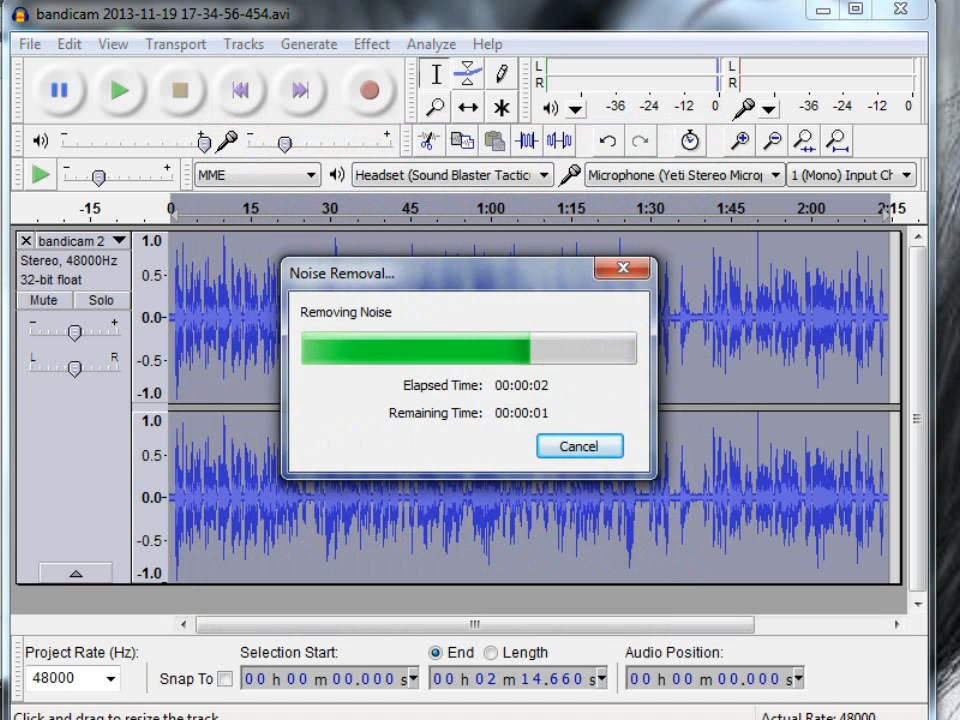 bandicam 2013-11-19 17-34-56-454.avi
File Edit View Transport Tracks Generate Effect Analyze Help
L L
R R
-36 -24 -12 0 -36 -24 -12 0
MME Headset (Sound Blaster Tactic Microphone (Yeti Stereo Microp 1 (Mono) Input Ch
-15 0 15 30 45 1:00 1:15 1:30 1:45 2:00 2:15
bandicam 2 1.0
Stereo, 48000Hz
32-bit float 0.5-
Mute Solo
- + 0.0-
L R -0.5-
-1.0
Noise Removal...
Removing Noise
Elapsed Time: 00:00:02
Remaining Time: 00:00:01
Cancel
1.0
0.5-
0.0-
-0.5-
-1.0
Project Rate (Hz): Selection Start: End Length Audio Position:
48000 Snap To 00 h 00 m 00.000 s 00 h 02 m 14.660 s 00 h 00 m 00.000 s
Click and drag to resize the track. Actual Rate: 48000